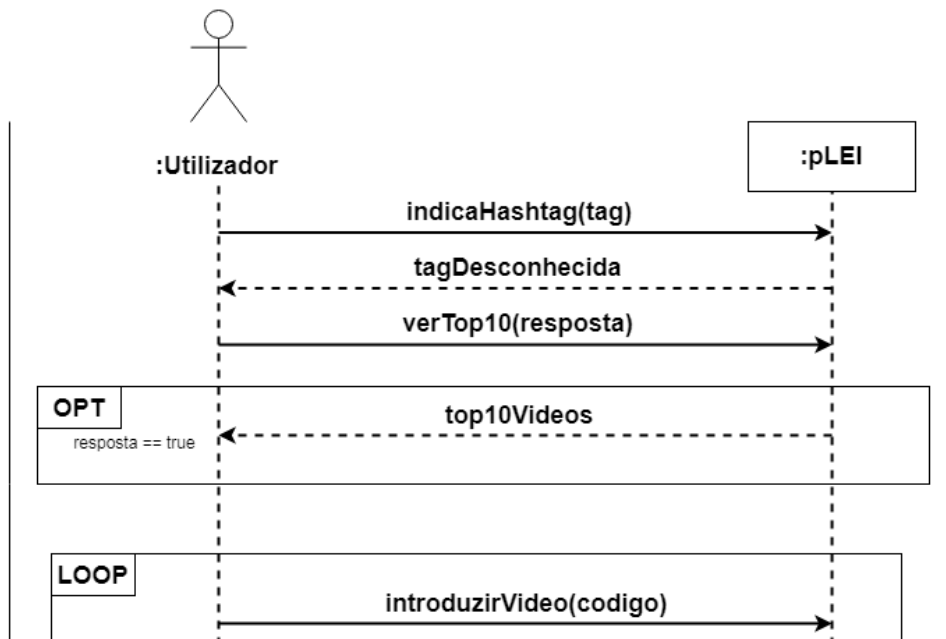 :Utilizador
:pLEI
indicaHashtag(tag)
tagDesconhecida
verTop10(resposta)
OPT
top10Videos
resposta == true
LOOP
introduzirVideo(codigo)